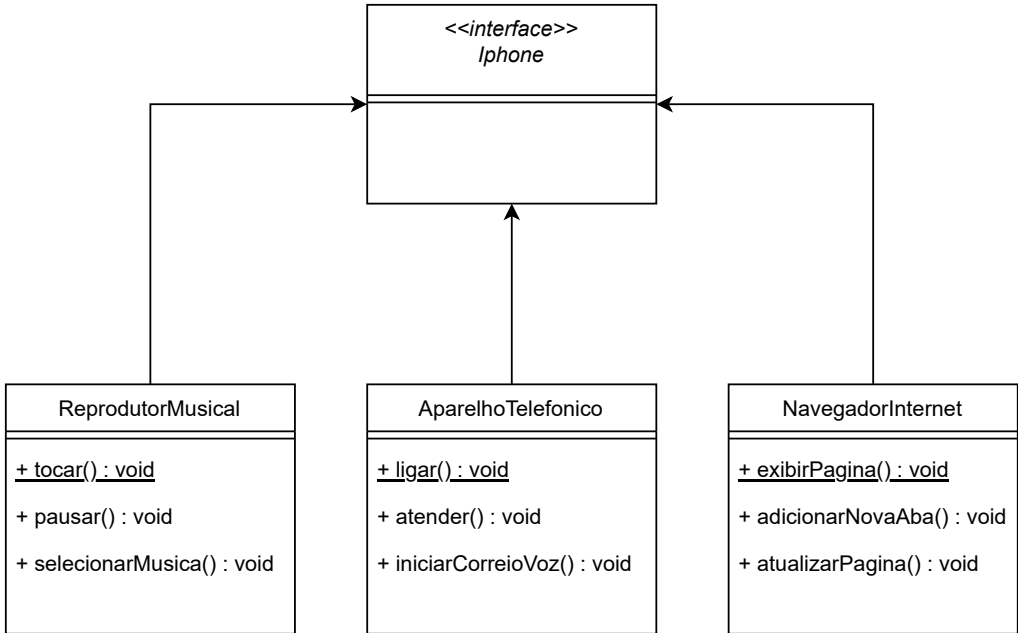 <<interface>>
Iphone
ReprodutorMusical
+ tocar() : void
+ pausar() : void
+ selecionarMusica() : void
AparelhoTelefonico
+ ligar() : void
+ atender() : void
+ iniciarCorreioVoz() : void
NavegadorInternet
+ exibirPagina() : void
+ adicionarNovaAba() : void
+ atualizarPagina() : void